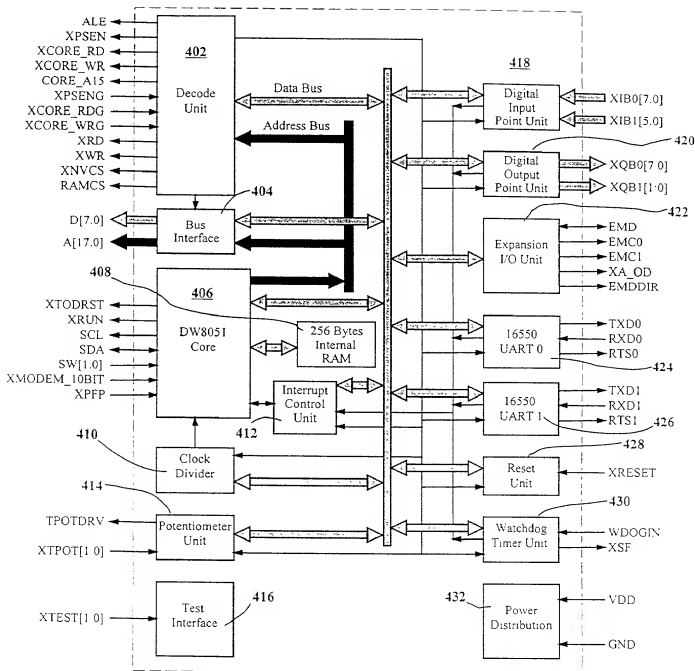 ALE
XPSEN
XCORE_RD
XCORE_WR
CORE_A15
XPSENG
XCORE_RDG
XCORE_WRG
XRD
XWR
XNVCS
RAMCS
D[7.0]
A[17.0]
XTODRST
XRUN
SCL
SDA
SW[1.0]
XMODEM_10BIT
XPFP
TPOTDRV
XTPOT[1 0]
XTEST[1 0]
402
Decode
Unit
Data Bus
Address Bus
404
Bus
Interface
408
406
DW8051
Core
256 Bytes
Internal
RAM
Interrupt
Control
Unit
412
410
Clock
Divider
414
Potentiometer
Unit
Test
Interface
416
418
Digital
Input
Point Unit
420
Digital
Output
Point Unit
422
Expansion
I/O Unit
16550
UART 0
424
16550
UART 1
426
428
Reset
Unit
430
Watchdog
Timer Unit
432
Power
Distribution
XIB0[7.0]
XIB1[5.0]
XQB0[7.0]
XQB1[1·0]
EMD
EMC0
EMC1
XA_OD
EMDDIR
TXD0
RXD0
RTS0
TXD1
RXD1
RTS1
XRESET
WDOGIN
XSF
VDD
GND